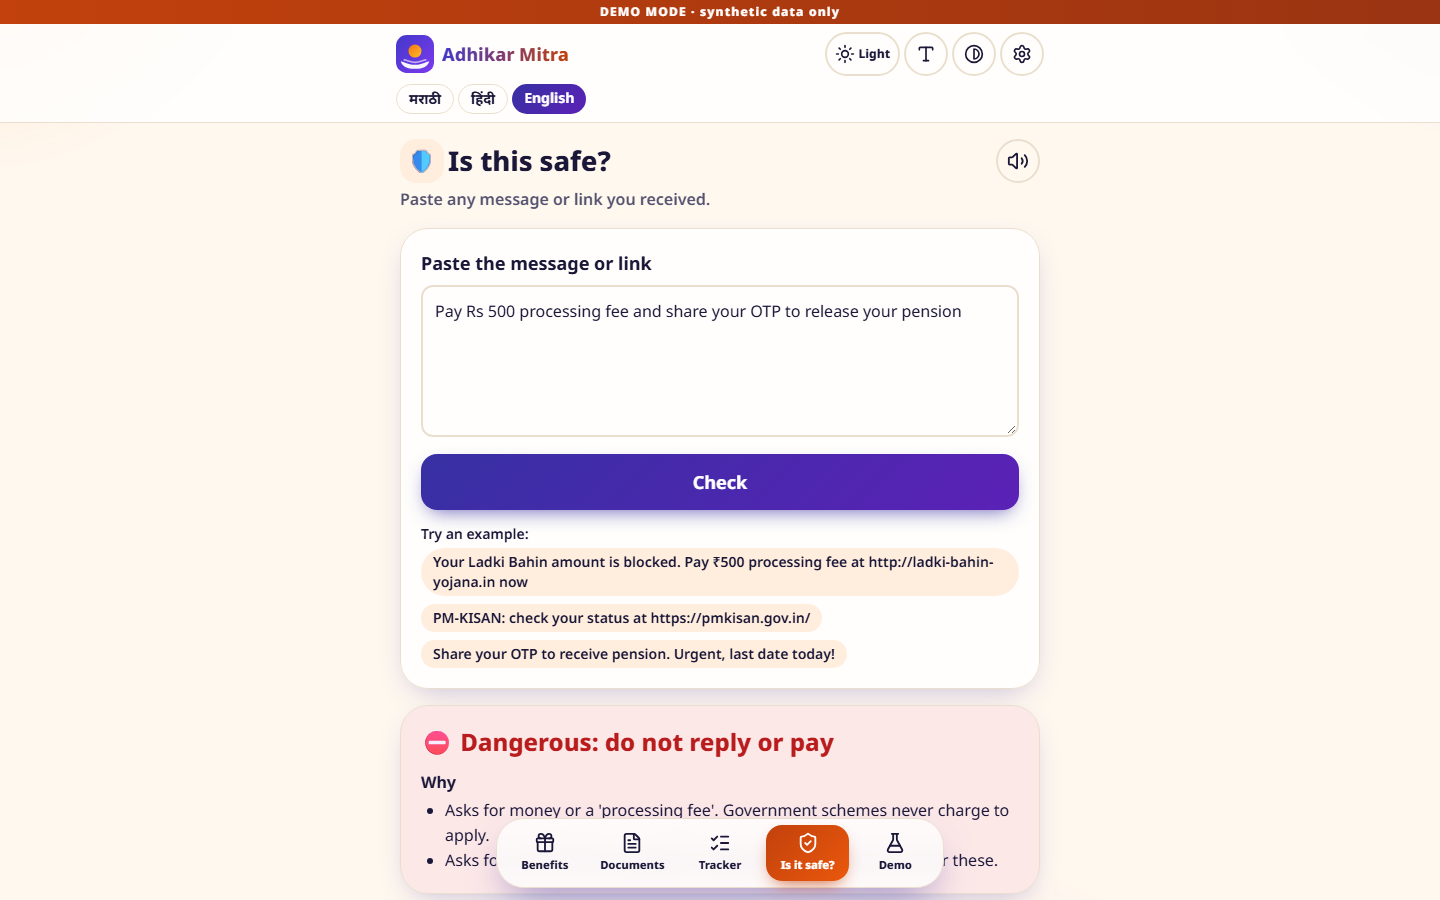 DEMO MODE · synthetic data only
Adhikar Mitra
Light
मराठी
हिंदी
English
Is this safe?
Paste any message or link you received.
Paste the message or link
Pay Rs 500 processing fee and share your OTP to release your pension
Check
Try an example:
Your Ladki Bahin amount is blocked. Pay ₹500 processing fee at http://ladki-bahin-
yojana.in now
PM-KISAN: check your status at https://pmkisan.gov.in/
Share your OTP to receive pension. Urgent, last date today!
Dangerous: do not reply or pay
Why
Asks for money or a 'processing fee'. Government schemes never charge to
apply.
Asks
these.
Benefits
Documents
Tracker
Is it safe?
Demo